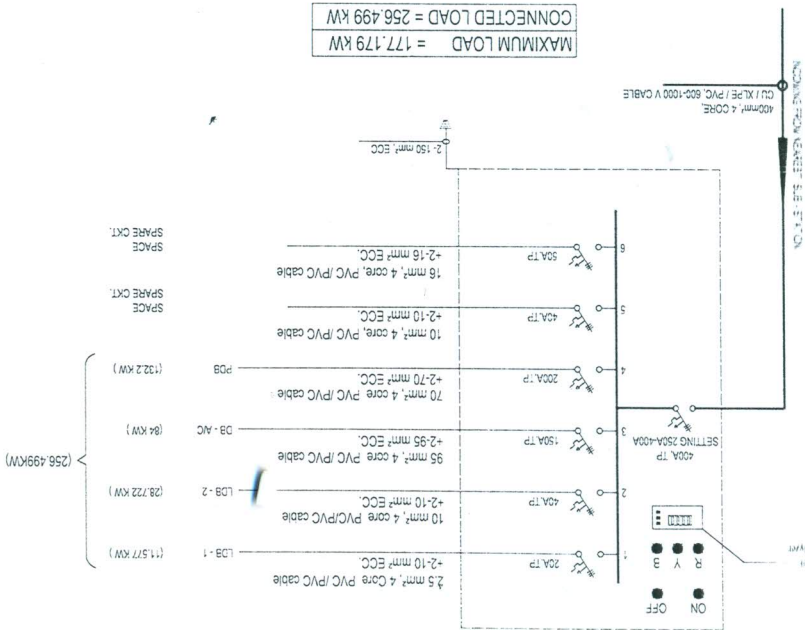 ON OFF
R Y B
400A, TP
SETTING 250A-400A
1
20A.TP
2.5 mm², 4 Core PVC /PVC cable
+2-10 mm² ECC.
LDB - 1
(11.577 KW )
2
40A.TP
10 mm², 4 core PVC/PVC cable
+2-10 mm² ECC.
LDB - 2
(28.722 KW )
3
150A.TP
95 mm², 4 core PVC /PVC cable
+2-95 mm² ECC.
DB - A/C
(84 KW )
4
200A.TP
70 mm², 4 core PVC /PVC cable
+2-70 mm² ECC.
PDB
(132.2 KW )
(256.499KW)
5
40A.TP
10 mm², 4 core, PVC /PVC cable
+2-10 mm² ECC.
SPACE
SPARE CKT.
6
50A.TP
16 mm², 4 core, PVC /PVC cable
+2-16 mm² ECC.
SPACE
SPARE CKT.
2- 150 mm², ECC
400mm², 4 CORE,
CU / XLPE / PVC, 600-1000 V CABLE
INCOMING FROM NEAREST SUB-STATION
MAXIMUM LOAD = 177.179 KW
CONNECTED LOAD = 256.499 KW